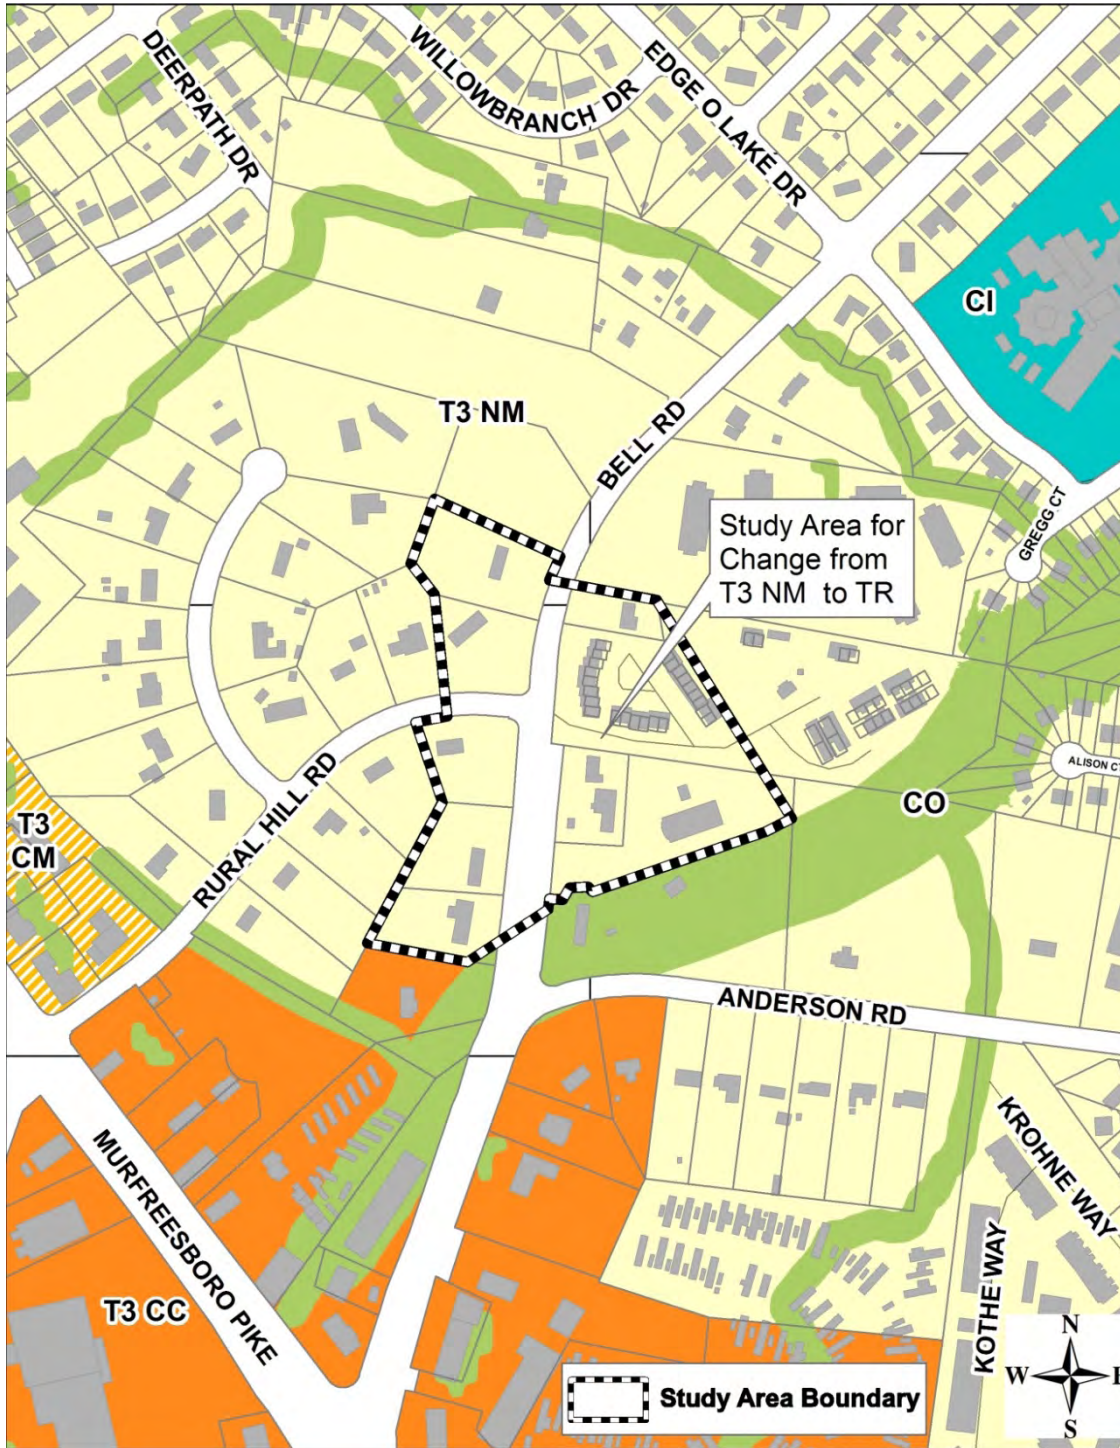 DEERPATH DR
WILLOWBRANCH DR
EDGE O LAKE DR
CI
T3 NM
BELL RD
GREGG CT
Study Area for
Change from
T3 NM to TR
ALISON CT
CO
T3
CM
RURAL HILL RD
ANDERSON RD
MURFREESBORO PIKE
KROHNE WAY
KOTHE WAY
T3 CC
Study Area Boundary
N
W
E
S